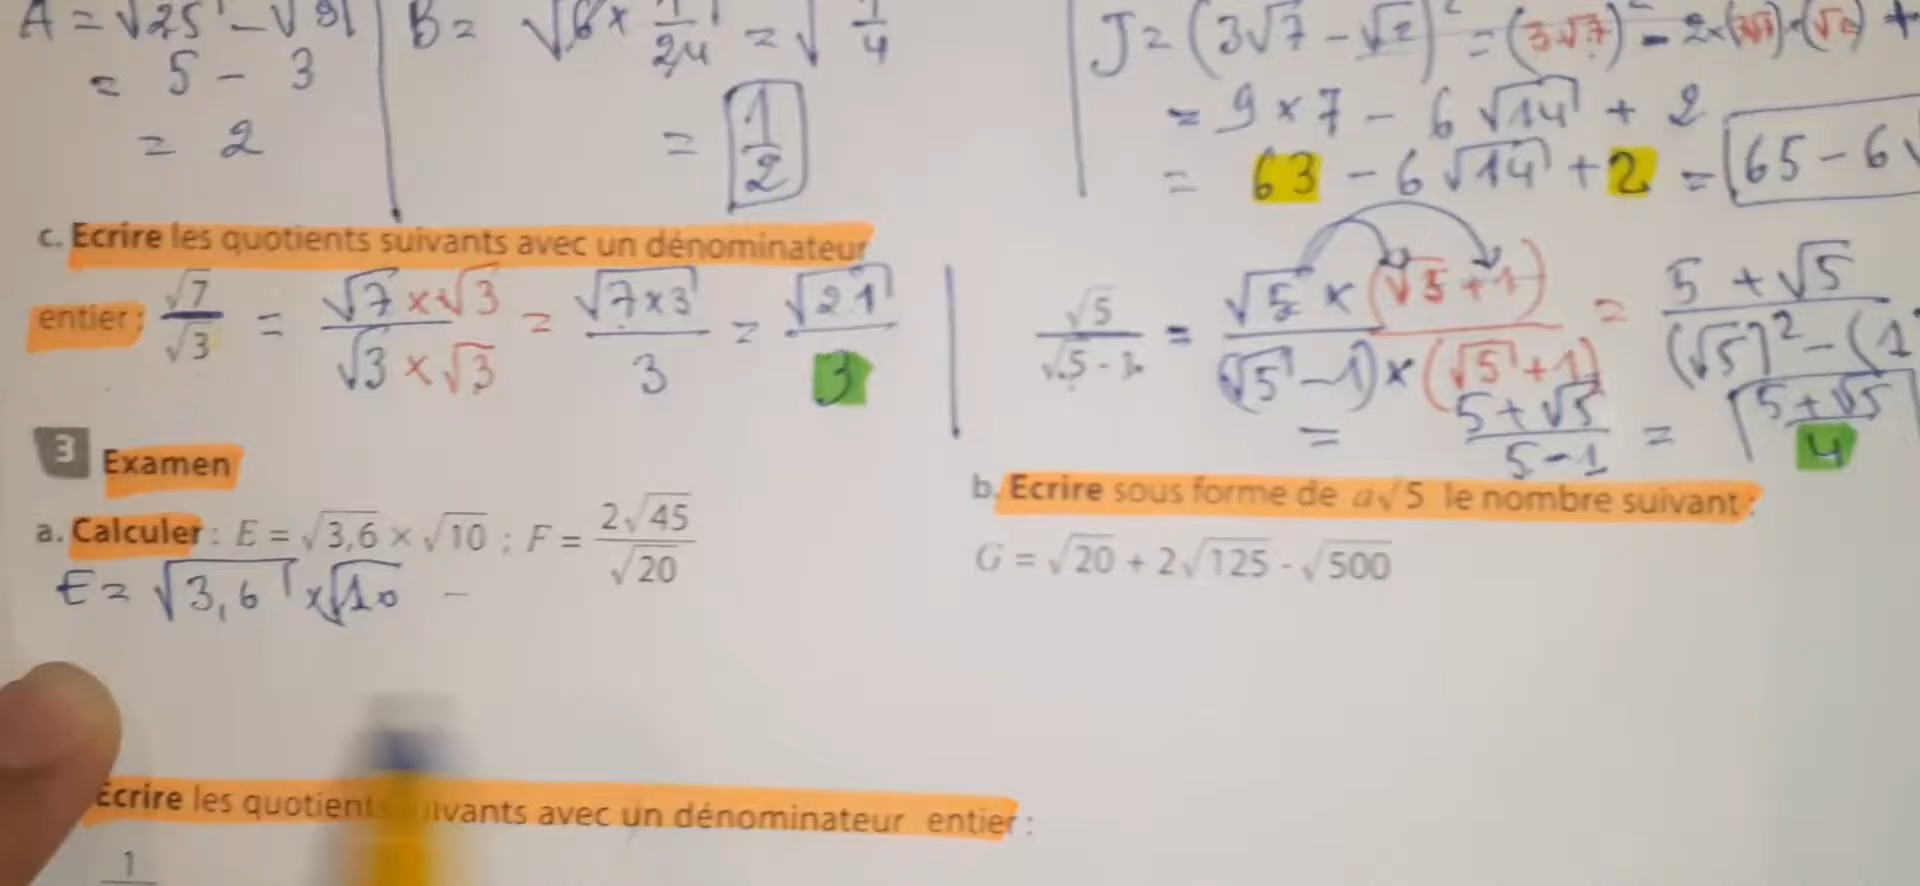 A = √25 - √9
= 5 - 3
= 2
B = √6 × 1/24 = √1/4
= 1/2
J = (3√7 - √2)² = (3√7)² - 2×(3√7)×(√2) +
= 9 × 7 - 6√14 + 2
= 63 - 6√14 + 2 = 65 - 6√
c. Ecrire les quotients suivants avec un dénominateur
entier : √7/√3 = √7×√3/√3×√3 = √7×3/3 = √21/3
√5/√5-1 = √5×(√5+1)/(√5-1)×(√5+1) = 5+√5/(√5)²-(1
= 5+√5/5-1 = 5+√5/4
3 Examen
a. Calculer : E = √3,6 × √10 ; F = 2√45/√20
E = √3,6 × √10 =
b. Ecrire sous forme de a√5 le nombre suivant :
G = √20 + 2√125 - √500
Ecrire les quotients suivants avec un dénominateur entier :
1